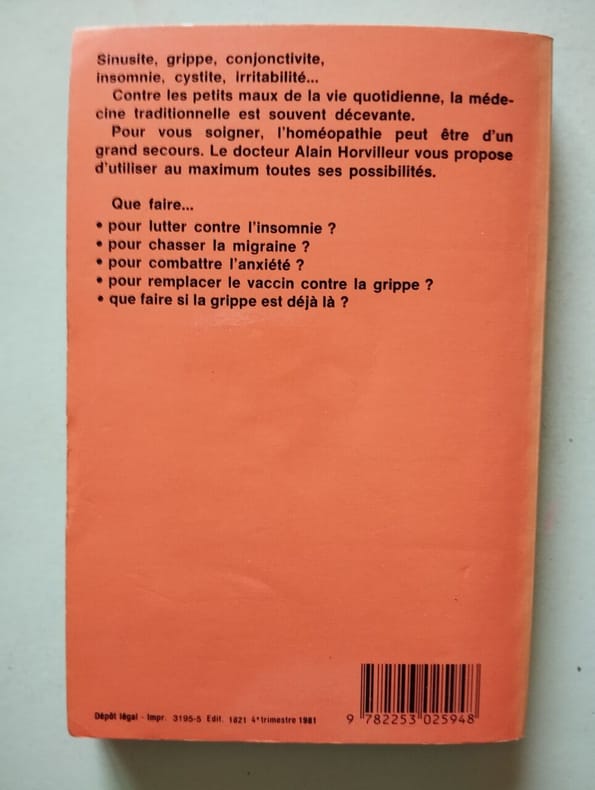 Sinusite, grippe, conjonctivite,
insomnie, cystite, irritabilité...
Contre les petits maux de la vie quotidienne, la méde-
cine traditionnelle est souvent décevante.
Pour vous soigner, l'homéopathie peut être d'un
grand secours. Le docteur Alain Horvilleur vous propose
d'utiliser au maximum toutes ses possibilités.
Que faire...
• pour lutter contre l'insomnie ?
• pour chasser la migraine ?
• pour combattre l'anxiété ?
• pour remplacer le vaccin contre la grippe ?
• que faire si la grippe est déjà là ?
Dépôt légal - Impr. 3195-5 Edit. 1821 4e trimestre 1981
9 782253 025948